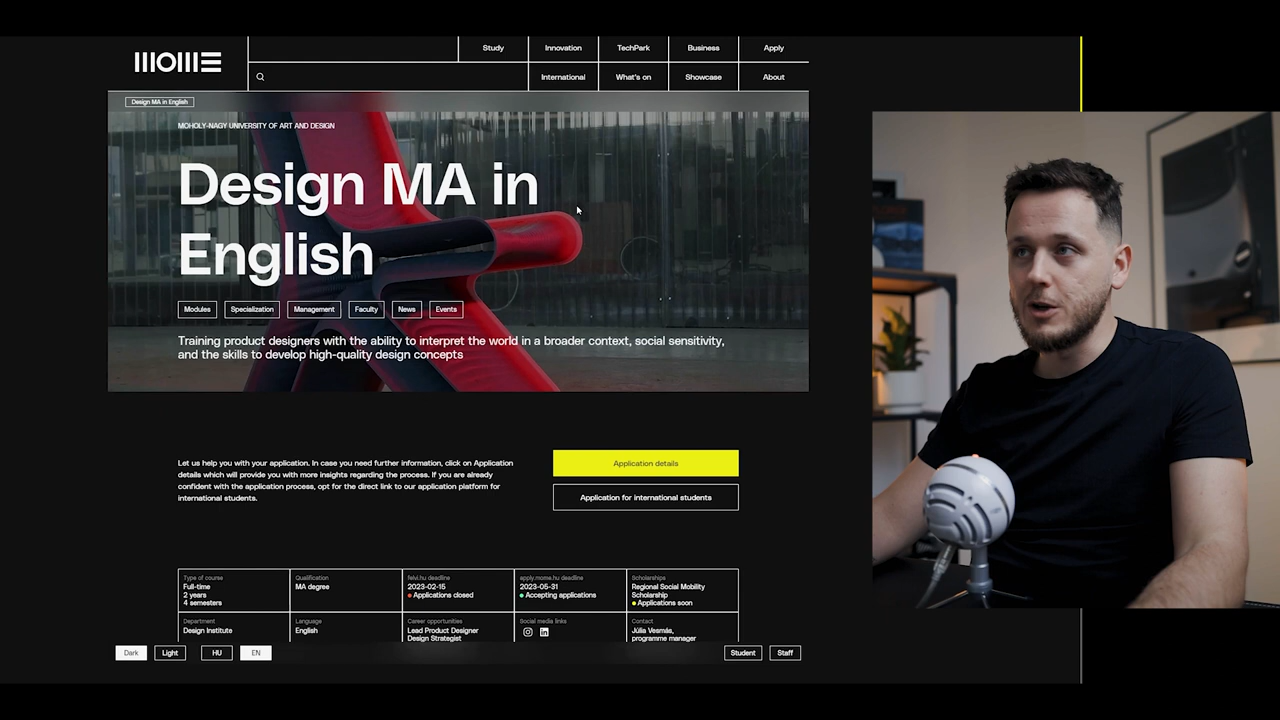 MOME
Study
Innovation
TechPark
Business
Apply
International
What's on
Showcase
About
Design MA in English
MOHOLY-NAGY UNIVERSITY OF ART AND DESIGN
Design MA in
English
Modules
Specialization
Management
Faculty
News
Events
Training product designers with the ability to interpret the world in a broader context, social sensitivity,
and the skills to develop high-quality design concepts
Let us help you with your application. In case you need further information, click on Application
details which will provide you with more insights regarding the process. If you are already
confident with the application process, opt for the direct link to our application platform for
international students.
Application details
Application for international students
Type of course
Full-time
2 years
4 semesters
Qualification
MA degree
felvi.hu deadline
2023-02-15
Applications closed
apply.mome.hu deadline
2023-05-31
Accepting applications
Scholarships
Regional Social Mobility
Scholarship
Applications soon
Department
Design Institute
Language
English
Career opportunities
Lead Product Designer
Design Strategist
Social media links
Contact
Júlia Vesmás,
programme manager
Dark
Light
HU
EN
Student
Staff